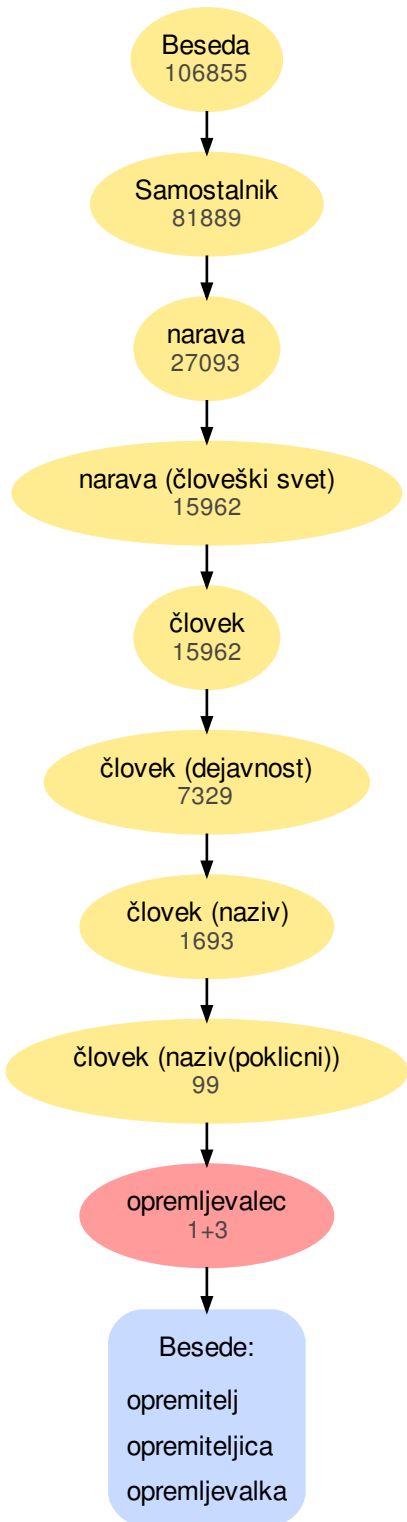 Beseda
106855
Samostalnik
81889
narava
27093
narava (človeški svet)
15962
človek
15962
človek (dejavnost)
7329
človek (naziv)
1693
človek (naziv(poklicni))
99
opremljevalec
1+3
Besede:
opremitelj
opremiteljica
opremljevalka